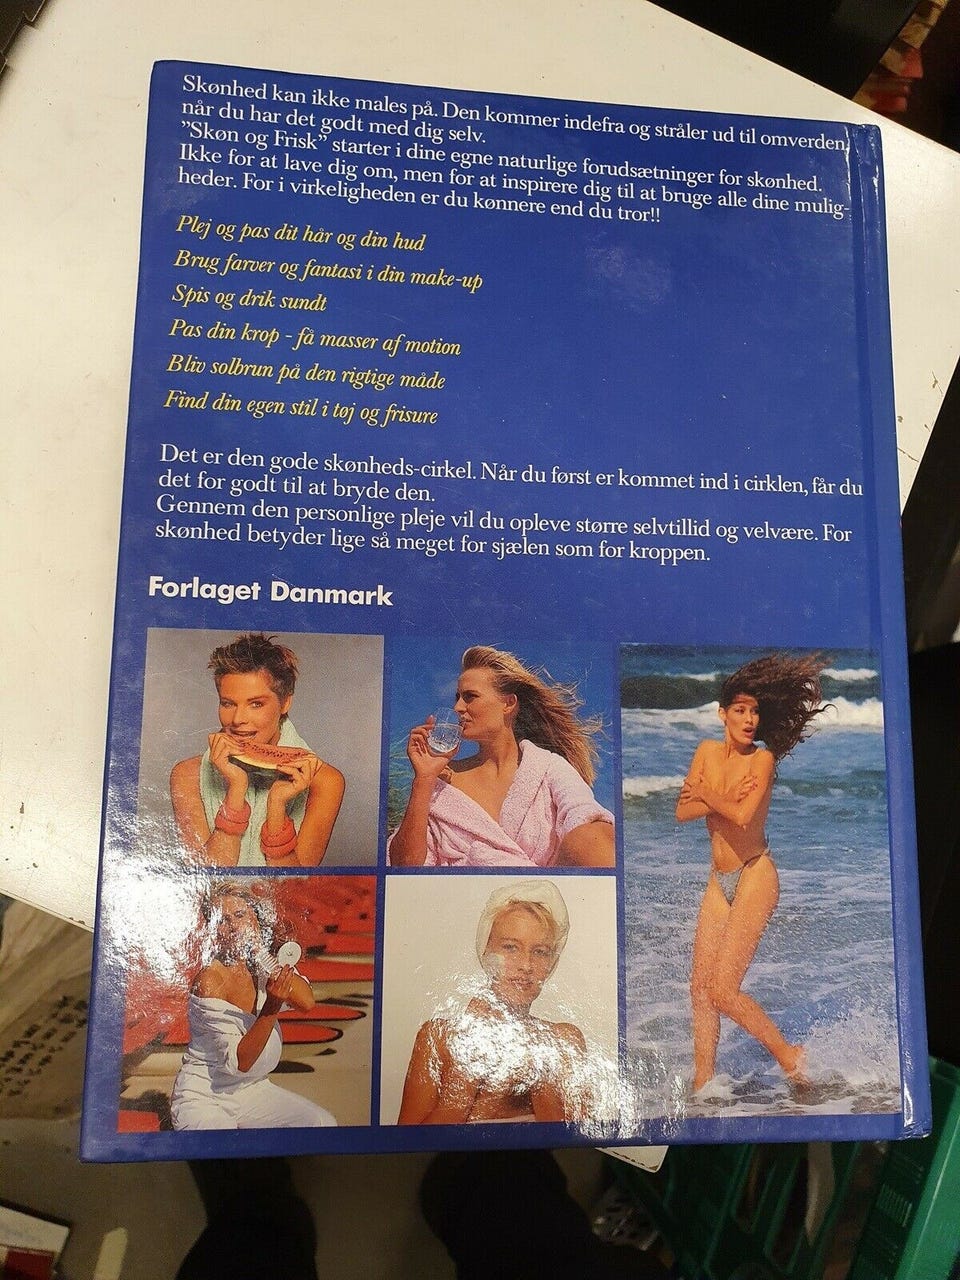 Skønhed kan ikke males på. Den kommer indefra og stråler ud til omverden,
når du har det godt med dig selv.
”Skøn og Frisk” starter i dine egne naturlige forudsætninger for skønhed.
Ikke for at lave dig om, men for at inspirere dig til at bruge alle dine mulig-
heder. For i virkeligheden er du kønnere end du tror!!
Plej og pas dit hår og din hud
Brug farver og fantasi i din make-up
Spis og drik sundt
Pas din krop - få masser af motion
Bliv solbrun på den rigtige måde
Find din egen stil i tøj og frisure
Det er den gode skønheds-cirkel. Når du først er kommet ind i cirklen, får du
det for godt til at bryde den.
Gennem den personlige pleje vil du opleve større selvtillid og velvære. For
skønhed betyder lige så meget for sjælen som for kroppen.
Forlaget Danmark